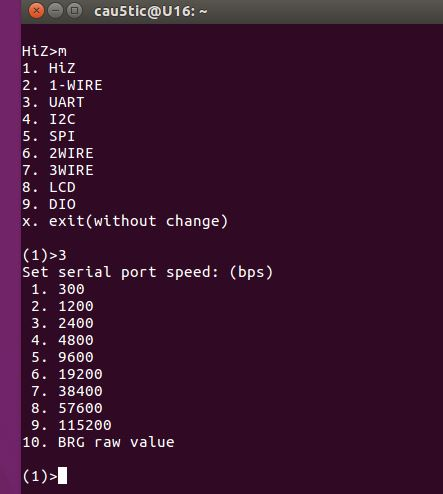 cau5tic@U16: ~
HiZ>m
1. HiZ
2. 1-WIRE
3. UART
4. I2C
5. SPI
6. 2WIRE
7. 3WIRE
8. LCD
9. DIO
x. exit(without change)
(1)>3
Set serial port speed: (bps)
1. 300
2. 1200
3. 2400
4. 4800
5. 9600
6. 19200
7. 38400
8. 57600
9. 115200
10. BRG raw value
(1)>